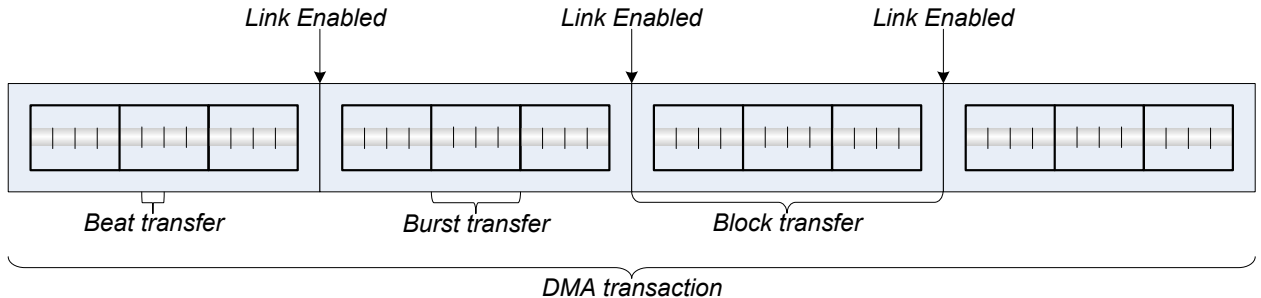 Link Enabled
Link Enabled
Link Enabled
Beat transfer
Burst transfer
Block transfer
DMA transaction